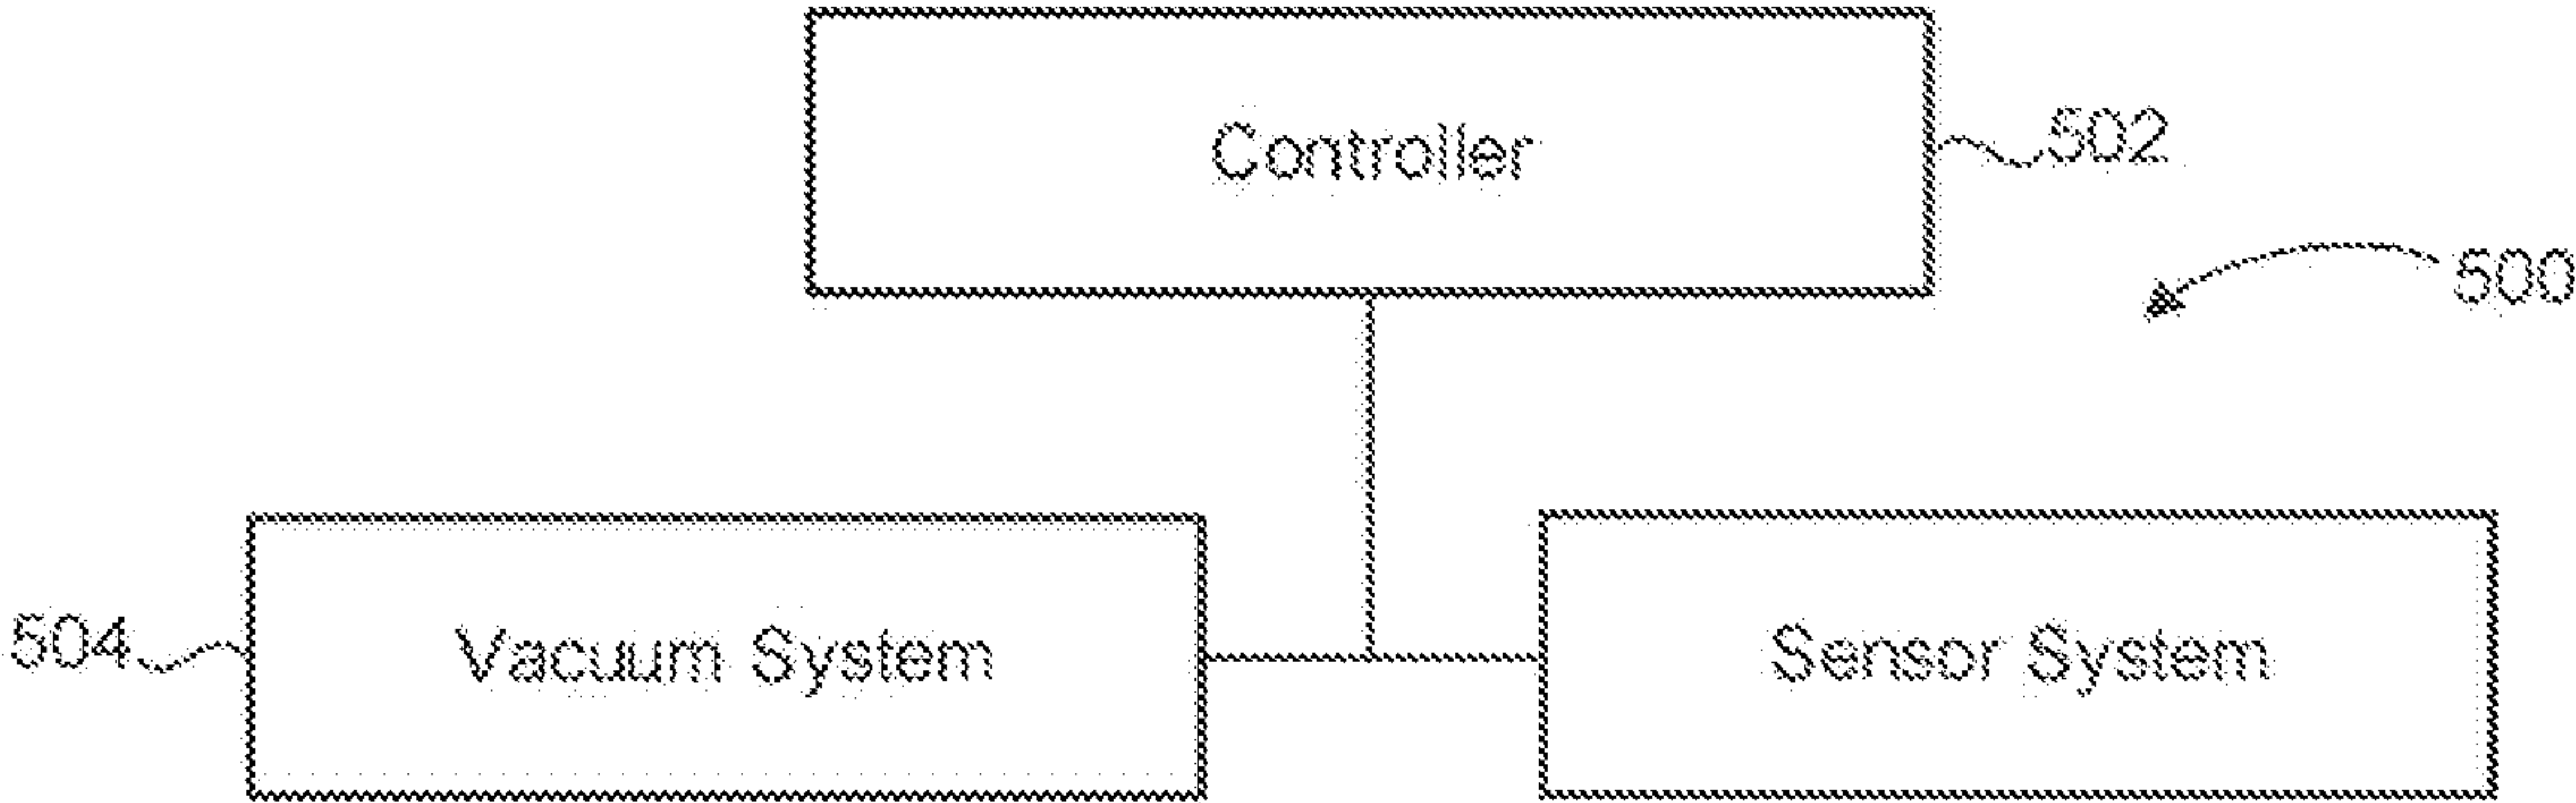 Controller
502
500
504
Vacuum System
Sensor System